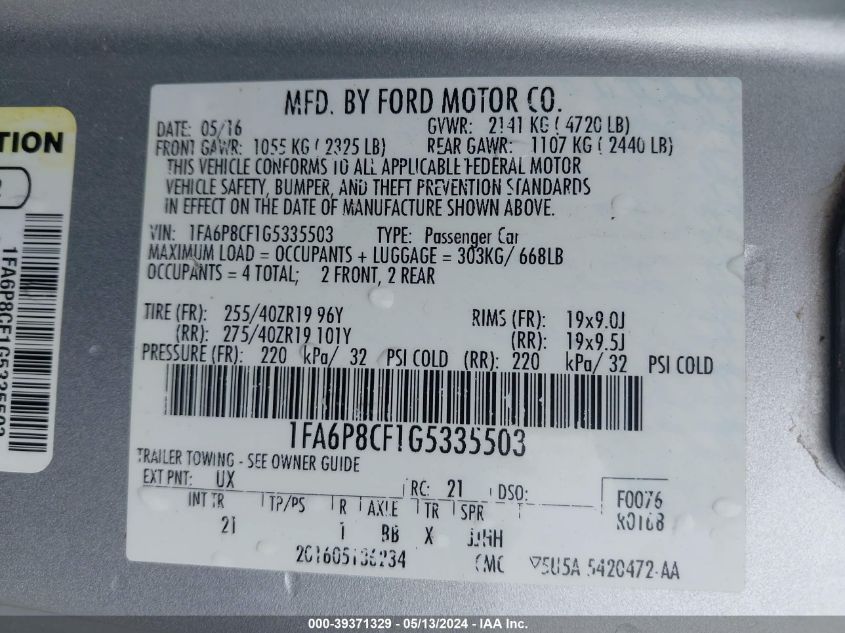 MFD. BY FORD MOTOR CO.
DATE: 05/16 GVWR: 2141 KG ( 4720 LB)
FRONT GAWR: 1055 KG ( 2325 LB) REAR GAWR: 1107 KG ( 2440 LB)
THIS VEHICLE CONFORMS TO ALL APPLICABLE FEDERAL MOTOR
VEHICLE SAFETY, BUMPER, AND THEFT PREVENTION STANDARDS
IN EFFECT ON THE DATE OF MANUFACTURE SHOWN ABOVE.
VIN: 1FA6P8CF1G5335503 TYPE: Passenger Car
MAXIMUM LOAD = OCCUPANTS + LUGGAGE = 303KG/ 668LB
OCCUPANTS = 4 TOTAL; 2 FRONT, 2 REAR
TIRE (FR): 255/40ZR19 96Y RIMS (FR): 19x9.0J
(RR): 275/40ZR19 101Y (RR): 19x9.5J
PRESSURE (FR): 220 kPa/ 32 PSI COLD (RR): 220 kPa/ 32 PSI COLD
1FA6P8CF1G5335503
TRAILER TOWING - SEE OWNER GUIDE
EXT PNT: UX RC: 21 DSO: F0076
INT TR TP/PS R AXLE TR SPR R0168
21 1 BB X JJHH
CMC 5U5A 5420472-AA
TION
1FA6P8CF1G5335503
000-39371329 - 05/13/2024 - IAA Inc.